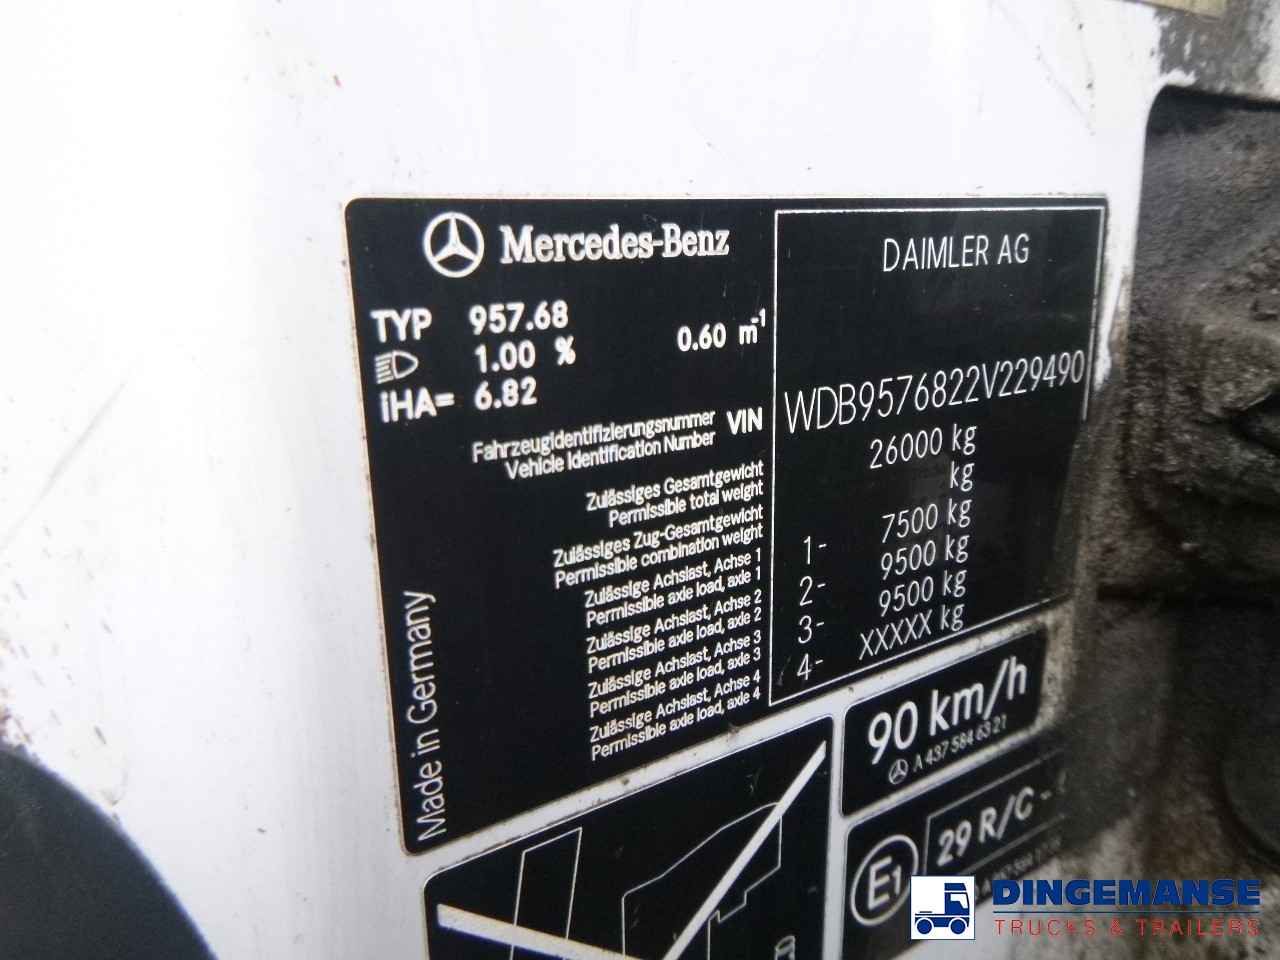 Mercedes-Benz
TYP 957.68
1.00 % 0.60 m-1
iHA= 6.82
Fahrzeugidentifizierungsnummer VIN
Vehicle Identification Number
Zulässiges Gesamtgewicht
Permissible total weight
Zulässiges Zug-Gesamtgewicht
Permissible combination weight
Zulässige Achslast, Achse 1
Permissible axle load, axle 1
Zulässige Achslast, Achse 2
Permissible axle load, axle 2
Zulässige Achslast, Achse 3
Permissible axle load, axle 3
Zulässige Achslast, Achse 4
Permissible axle load, axle 4
Made in Germany
DAIMLER AG
WDB9576822V229490
26000 kg
kg
1- 7500 kg
2- 9500 kg
3- 9500 kg
4- XXXXX kg
90 km/h
A 437 584 63 21
E1
29 R/C -
DINGEMANSE
TRUCKS & TRAILERS